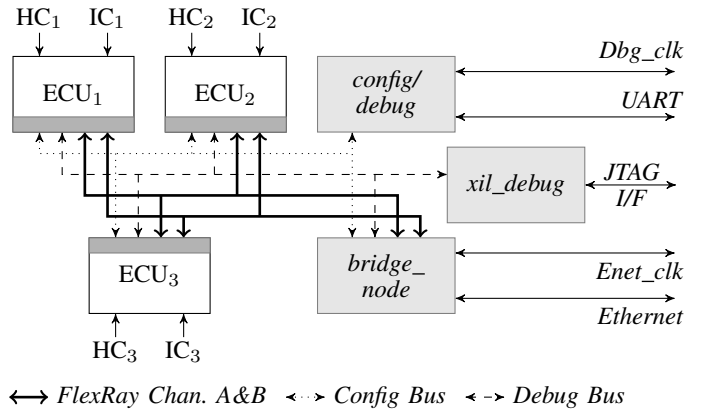 HC₁ IC₁ HC₂ IC₂
Dbg_clk
ECU₁ ECU₂ config/
debug
UART
xil_debug JTAG
I/F
ECU₃ bridge_
node
Enet_clk
Ethernet
HC₃ IC₃
FlexRay Chan. A&B Config Bus Debug Bus